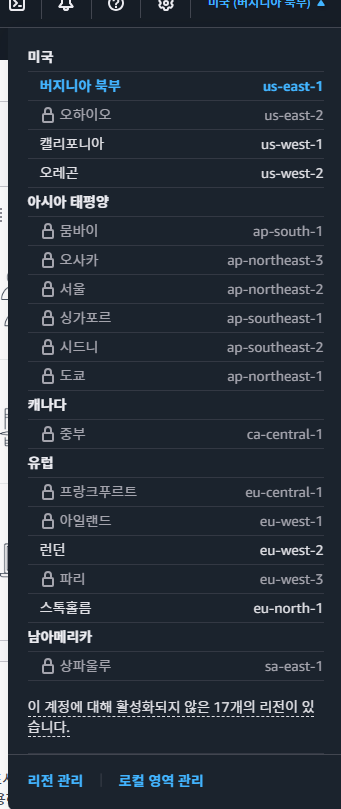 미국 (버지니아 북부) ▲
미국
버지니아 북부 us-east-1
오하이오 us-east-2
캘리포니아 us-west-1
오레곤 us-west-2
아시아 태평양
뭄바이 ap-south-1
오사카 ap-northeast-3
서울 ap-northeast-2
싱가포르 ap-southeast-1
시드니 ap-southeast-2
도쿄 ap-northeast-1
캐나다
중부 ca-central-1
유럽
프랑크푸르트 eu-central-1
아일랜드 eu-west-1
런던 eu-west-2
파리 eu-west-3
스톡홀름 eu-north-1
남아메리카
상파울루 sa-east-1
이 계정에 대해 활성화되지 않은 17개의 리전이 있
습니다.
리전 관리 로컬 영역 관리